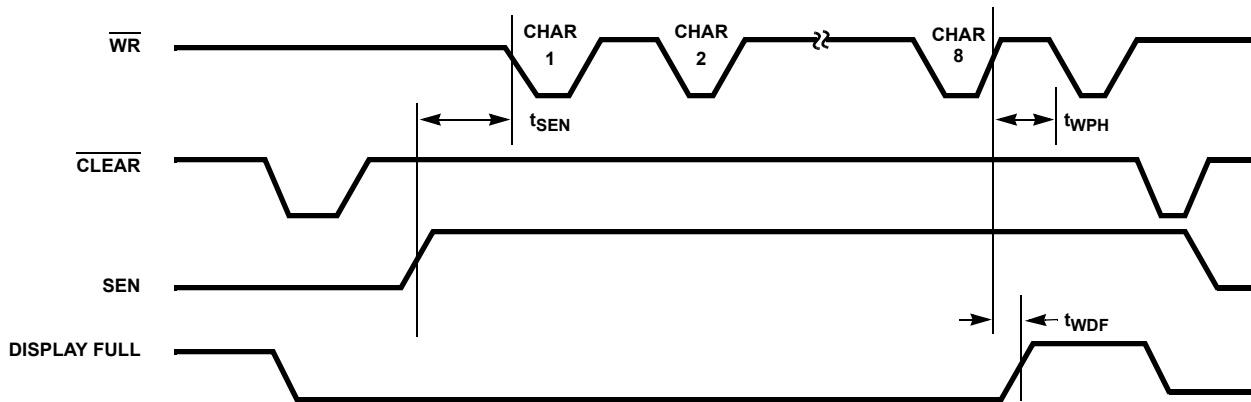 WR
CHAR
1
CHAR
2
CHAR
8
tSEN
tWPH
CLEAR
SEN
tWDF
DISPLAY FULL